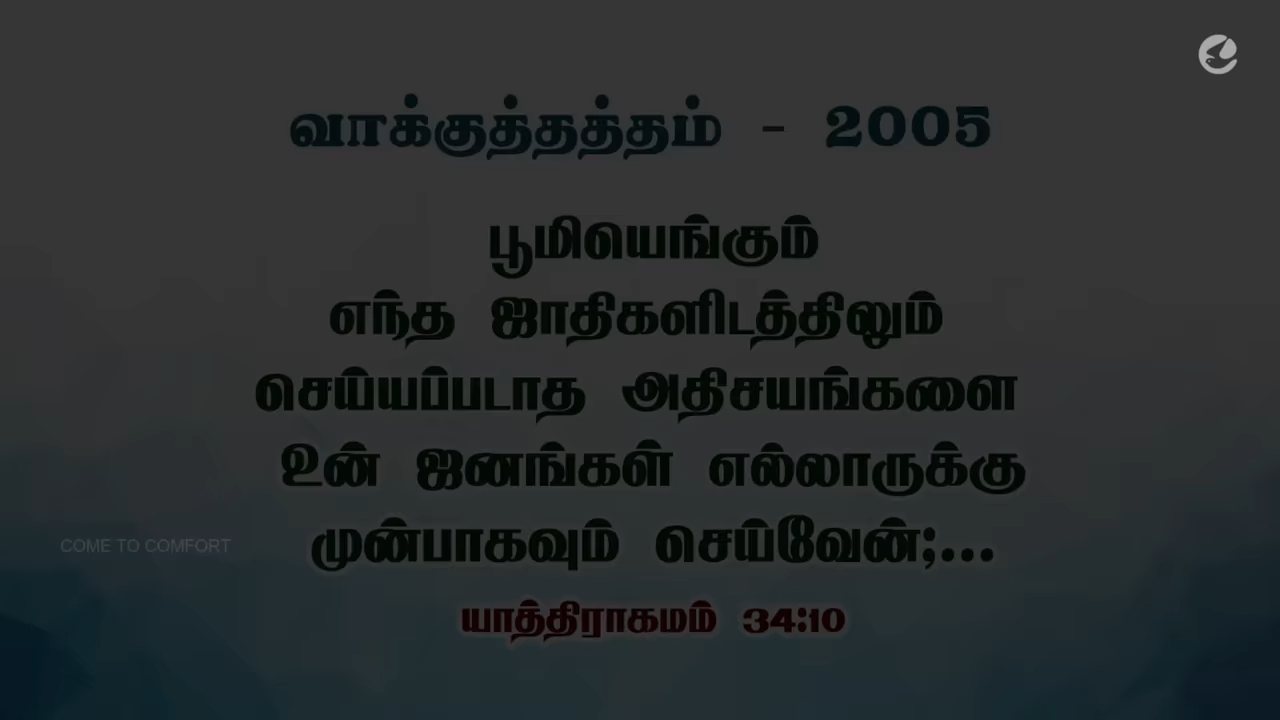 வாக்குத்தத்தம் - 2005
பூமியெங்கும்
எந்த ஜாதிகளிடத்திலும்
செய்யப்படாத அதிசயங்களை
உன் ஜனங்கள் எல்லாருக்கு
முன்பாகவும் செய்வேன்;...
COME TO COMFORT
யாத்திராகமம் 34:10